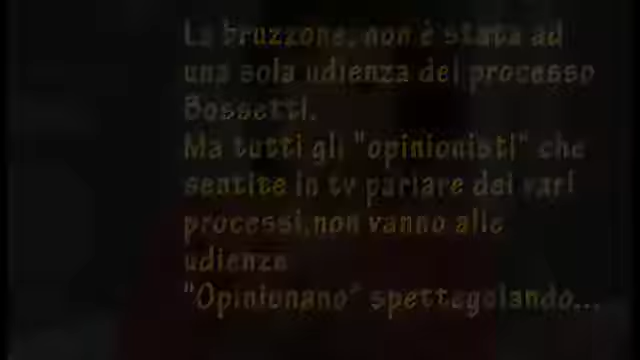 La Bruzzone, non è stata ad
una sola udienza del processo
Bossetti.
Ma tutti gli "opinionisti" che
sentite in tv parlare dei vari
processi,non vanno alle
udienze
"Opinionano" spettegolando...